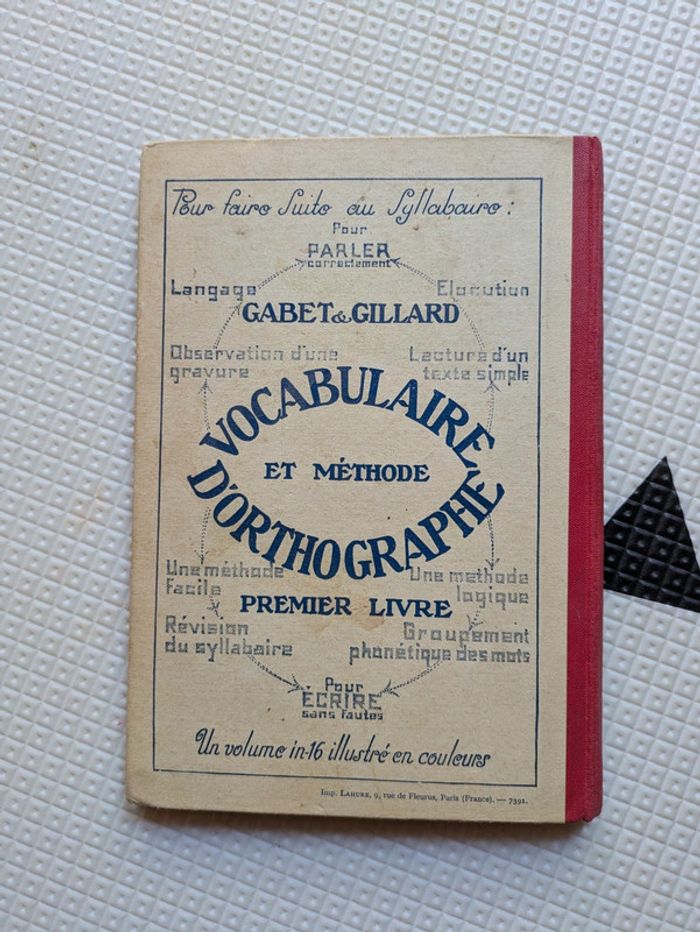 Pour faire Suite au Syllabaire :
Pour
PARLER
correctement
Langage
Elocution
GABET & GILLARD
Observation d'une
gravure
Lecture d'un
texte simple
VOCABULAIRE
ET MÉTHODE
D'ORTHOGRAPHE
Une méthode
facile
Une methode
logique
PREMIER LIVRE
Révision
du syllabaire
Groupement
phonétique des mots
Pour
ÉCRIRE
sans fautes
Un volume in-16 illustré en couleurs
Imp. LAHURE, 9, rue de Fleurus, Paris (France). — 7391.